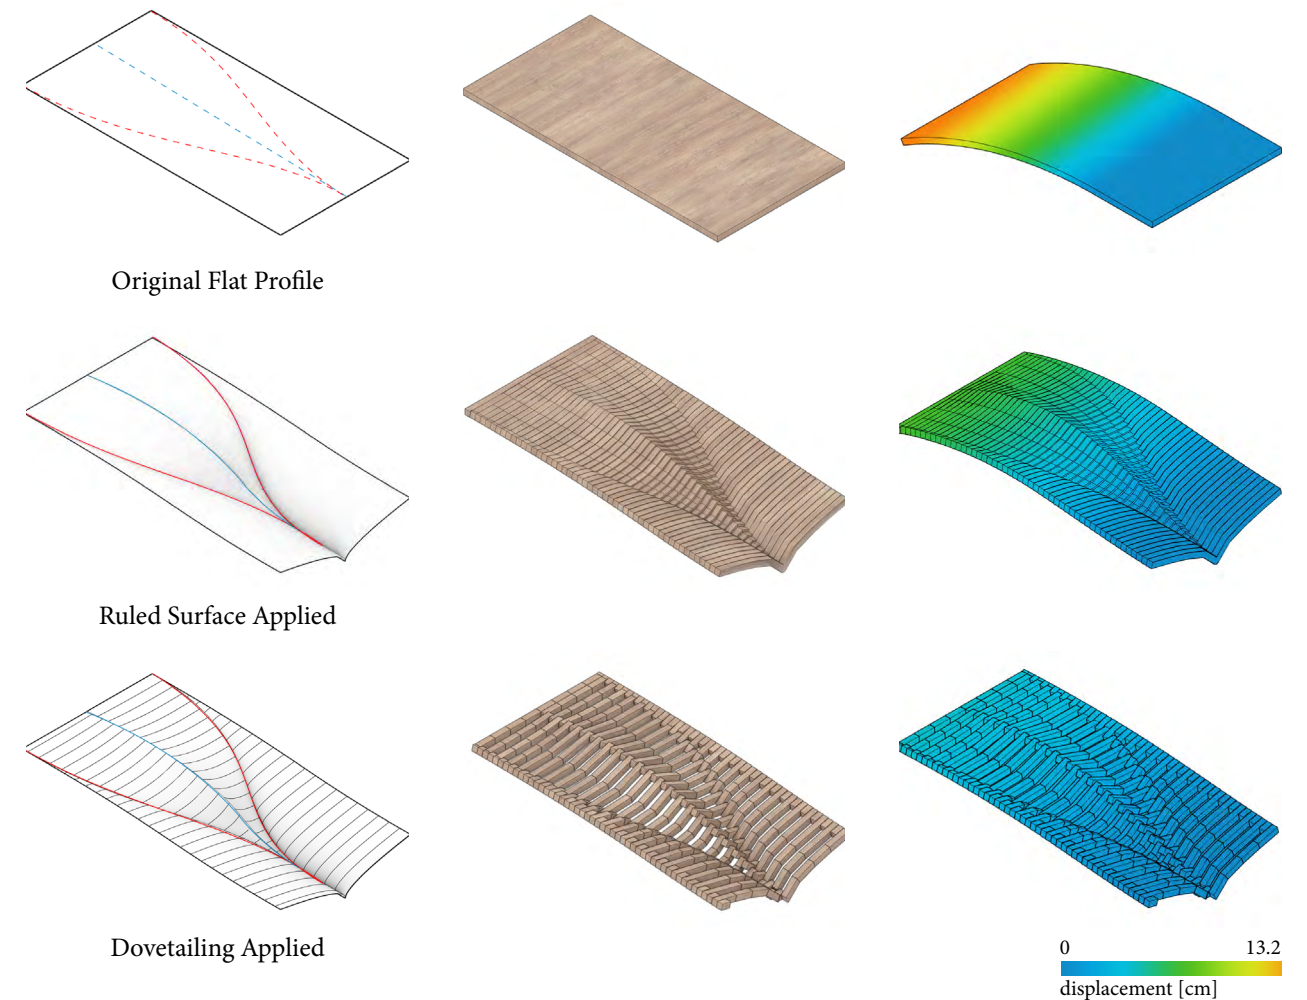 Original Flat Profile
Ruled Surface Applied
Dovetailing Applied
0 13.2
displacement [cm]